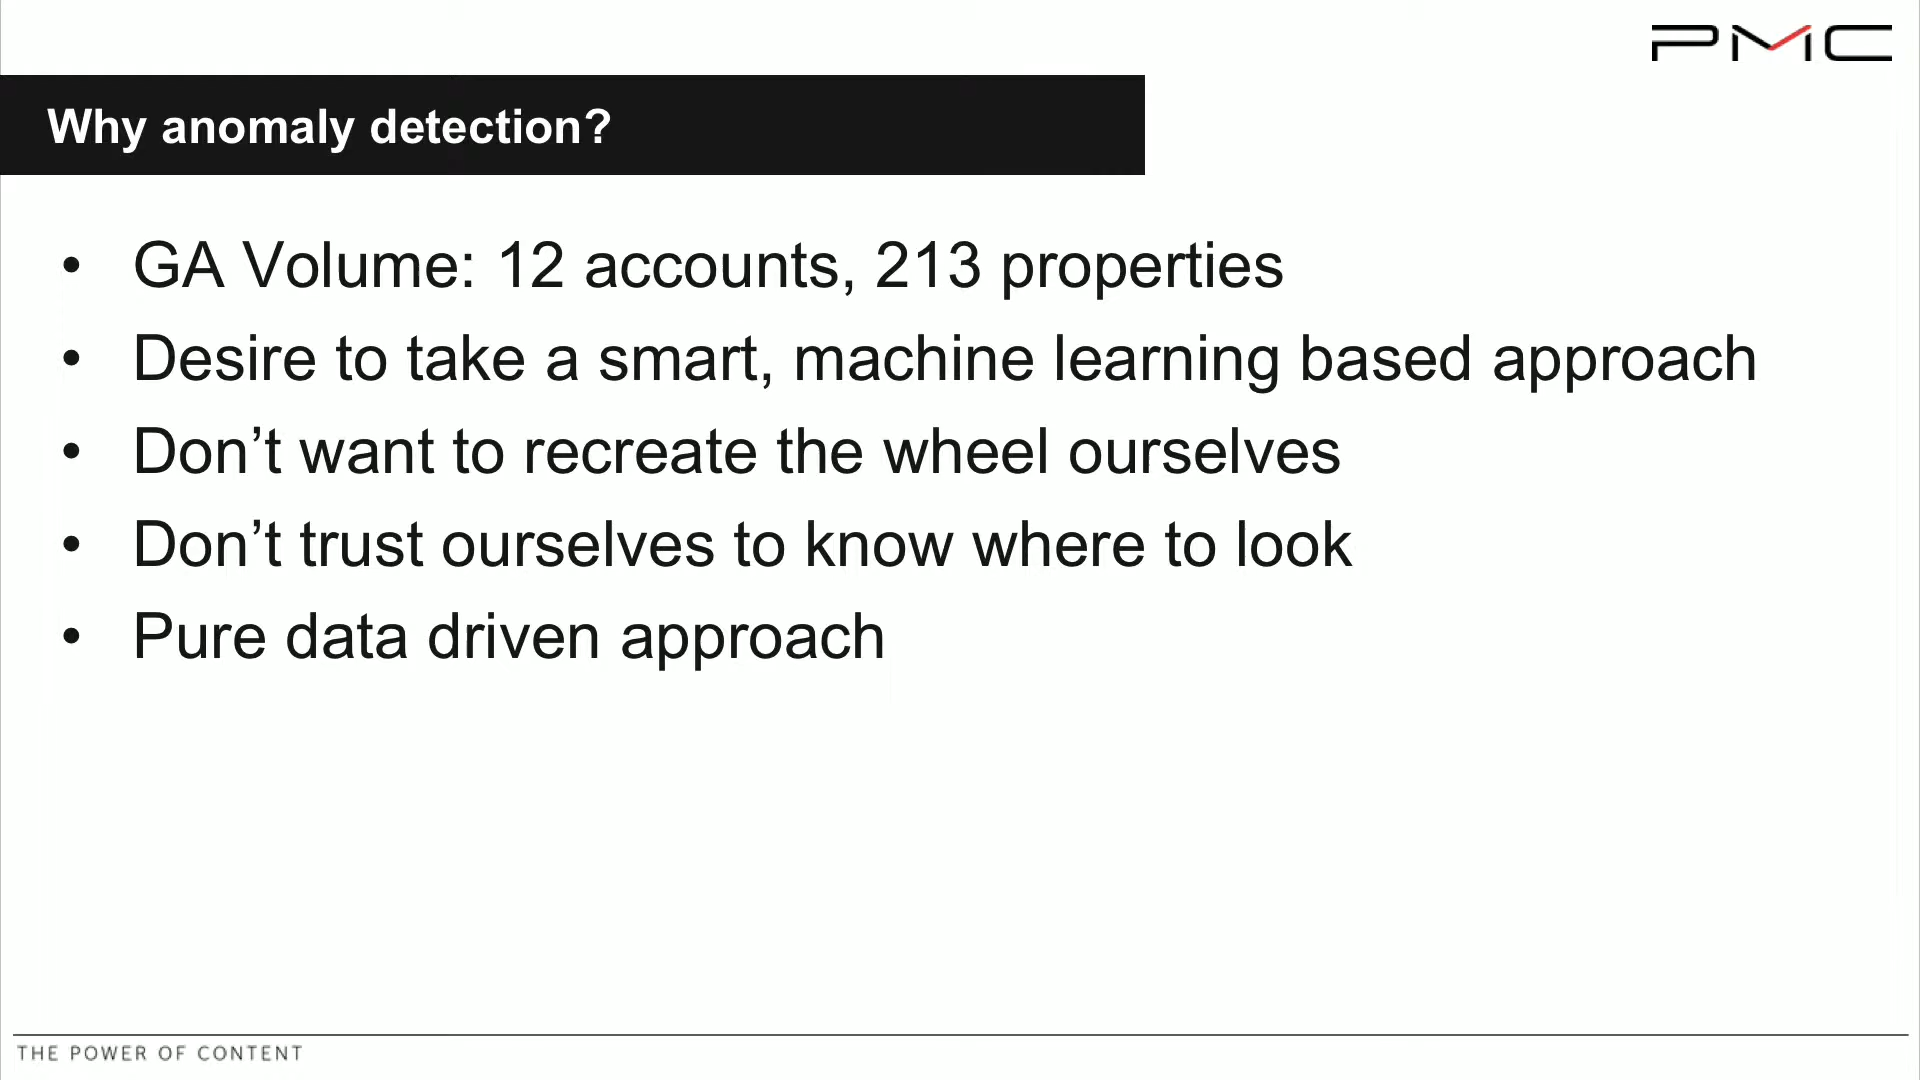 PMC
Why anomaly detection?
• GA Volume: 12 accounts, 213 properties
• Desire to take a smart, machine learning based approach
• Don’t want to recreate the wheel ourselves
• Don’t trust ourselves to know where to look
• Pure data driven approach
THE POWER OF CONTENT